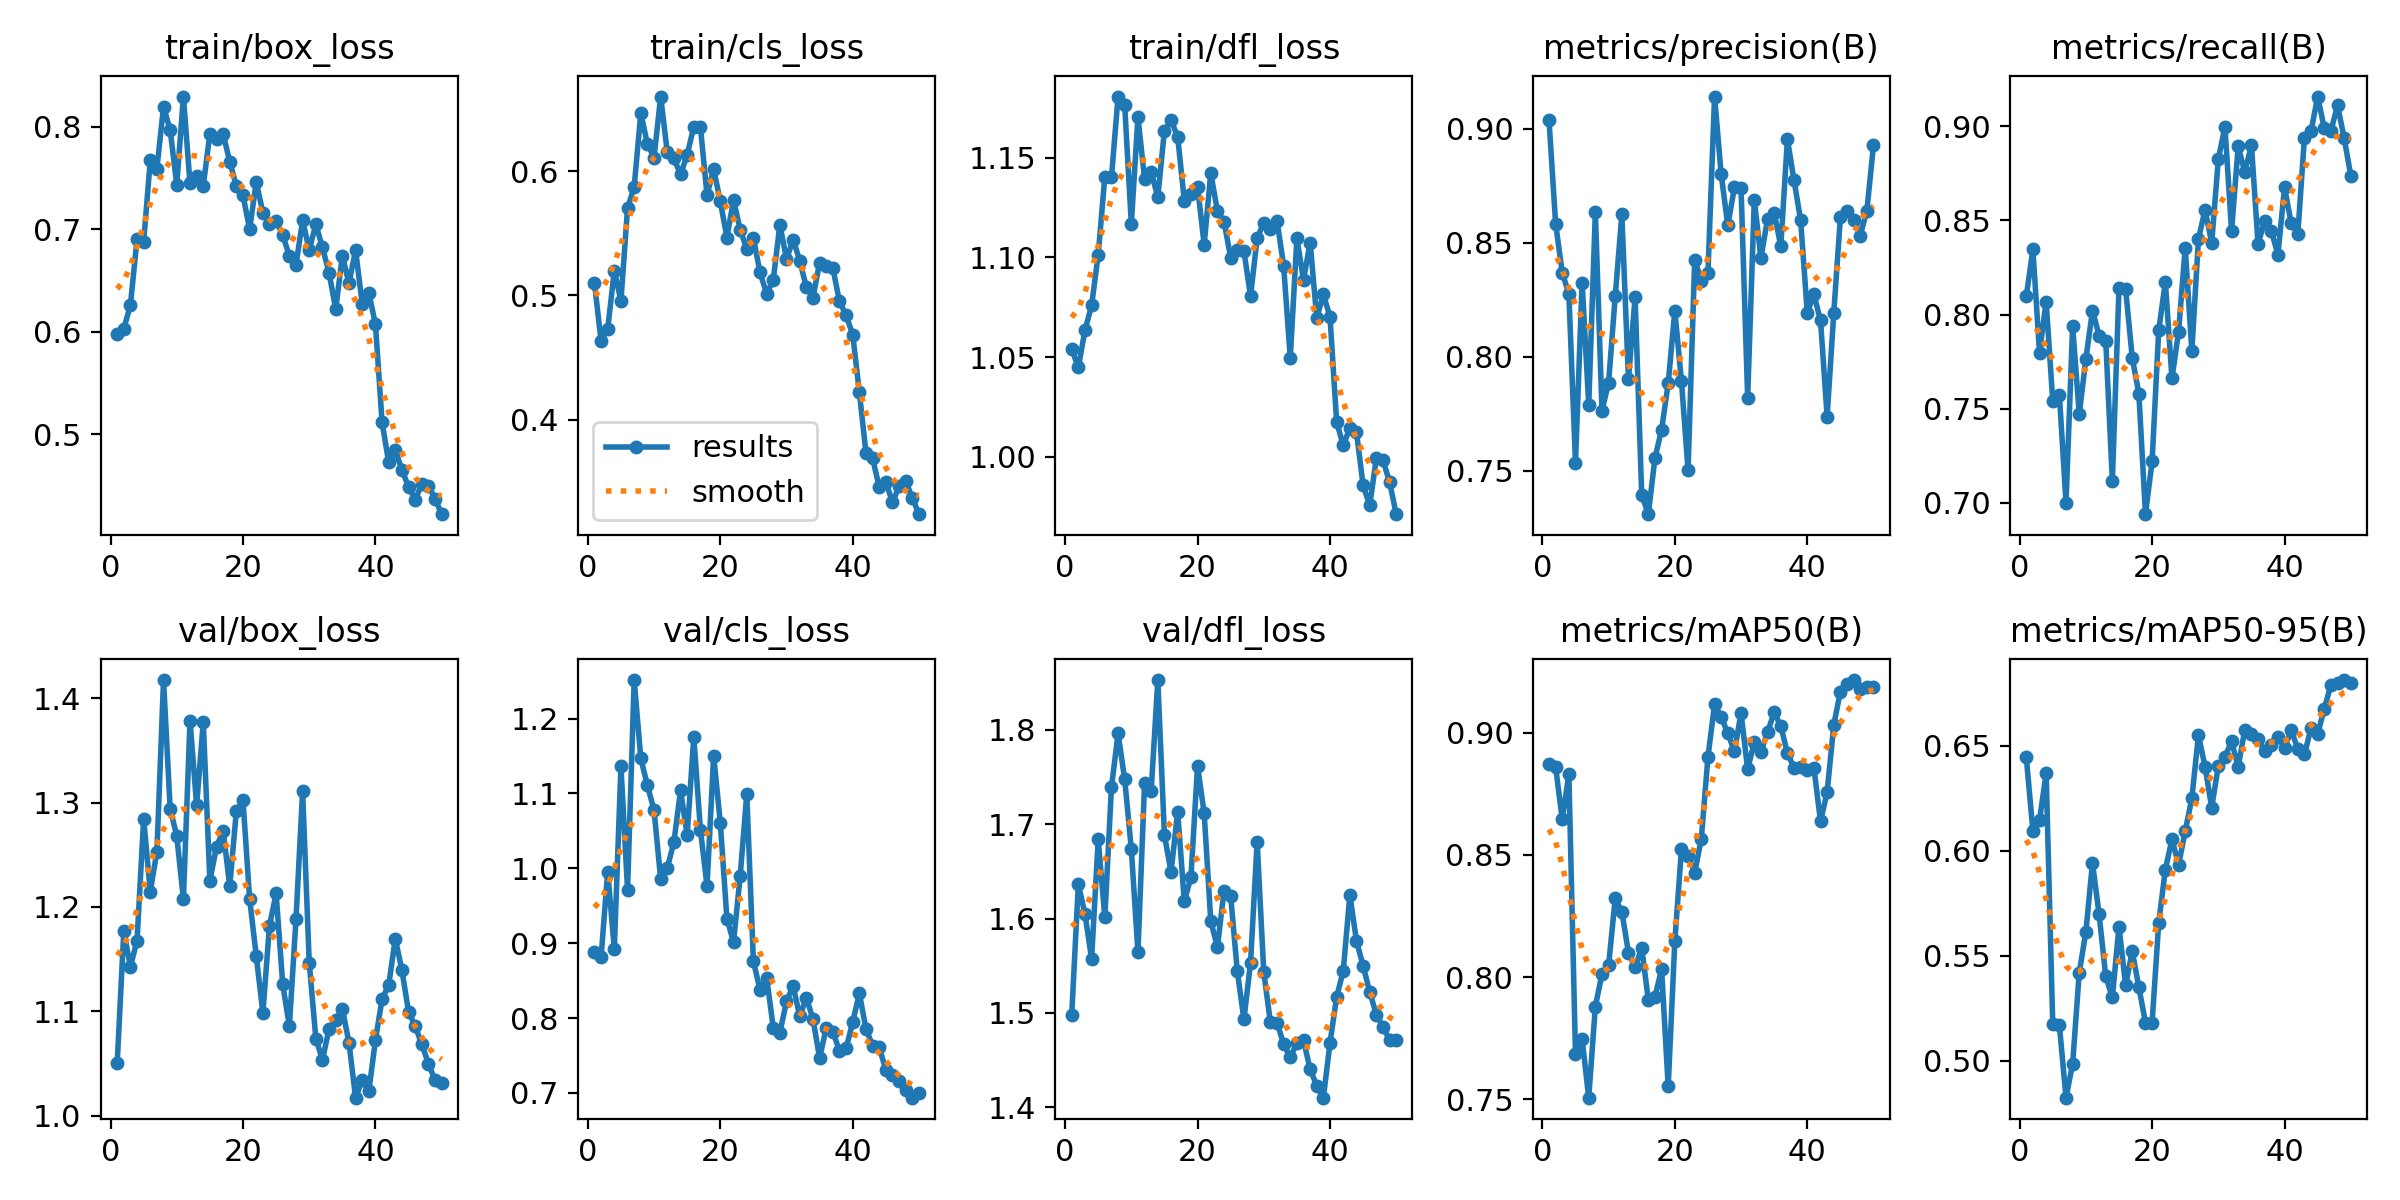 train/box_loss
0.8
0.7
0.6
0.5
0 20 40
train/cls_loss
0.6
0.5
0.4
results
smooth
0 20 40
train/dfl_loss
1.15
1.10
1.05
1.00
0 20 40
metrics/precision(B)
0.90
0.85
0.80
0.75
0 20 40
metrics/recall(B)
0.90
0.85
0.80
0.75
0.70
0 20 40
val/box_loss
1.4
1.3
1.2
1.1
1.0
0 20 40
val/cls_loss
1.2
1.1
1.0
0.9
0.8
0.7
0 20 40
val/dfl_loss
1.8
1.7
1.6
1.5
1.4
0 20 40
metrics/mAP50(B)
0.90
0.85
0.80
0.75
0 20 40
metrics/mAP50-95(B)
0.65
0.60
0.55
0.50
0 20 40